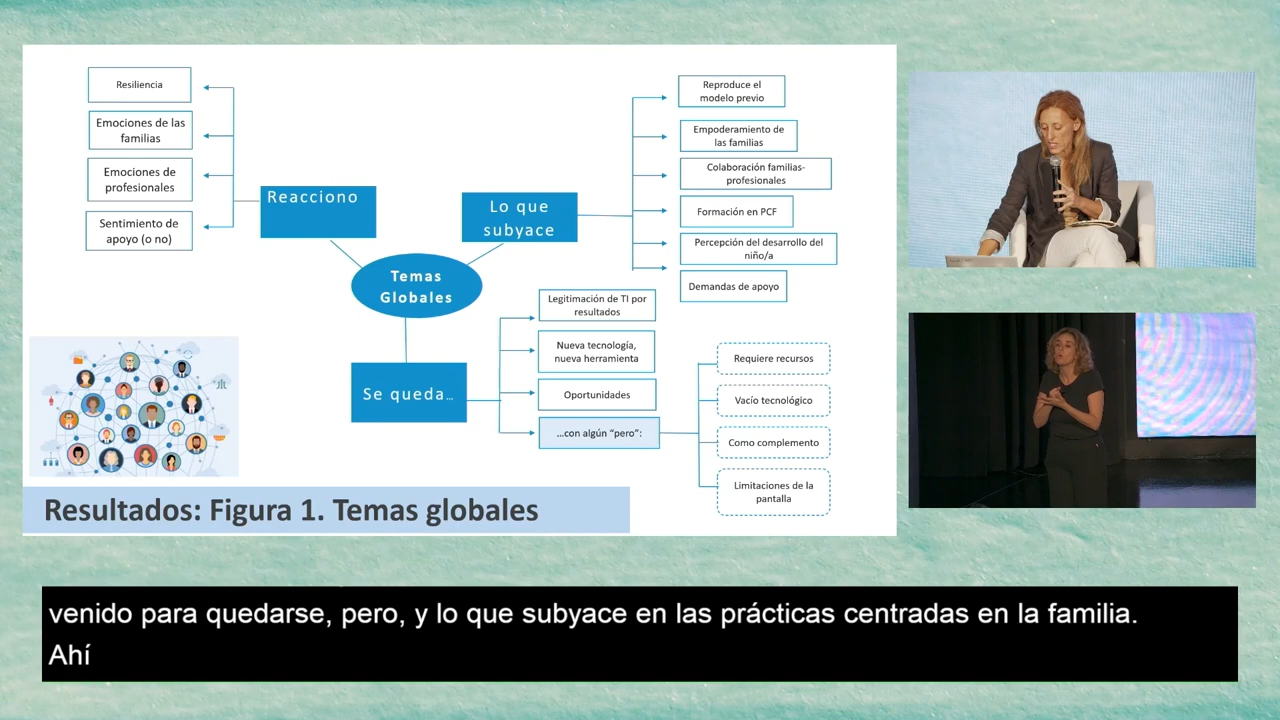 Resiliencia
Emociones de las
familias
Emociones de
profesionales
Sentimiento de
apoyo (o no)
Reacciono
Lo que
subyace
Reproduce el
modelo previo
Empoderamiento de
las familias
Colaboración familias-
profesionales
Formación en PCF
Percepción del desarrollo del
niño/a
Demandas de apoyo
Temas
Globales
Se queda...
Legitimación de TI por
resultados
Nueva tecnología,
nueva herramienta
Oportunidades
...con algún “pero”:
Requiere recursos
Vacío tecnológico
Como complemento
Limitaciones de la
pantalla
Resultados: Figura 1. Temas globales
venido para quedarse, pero, y lo que subyace en las prácticas centradas en la familia.
Ahí